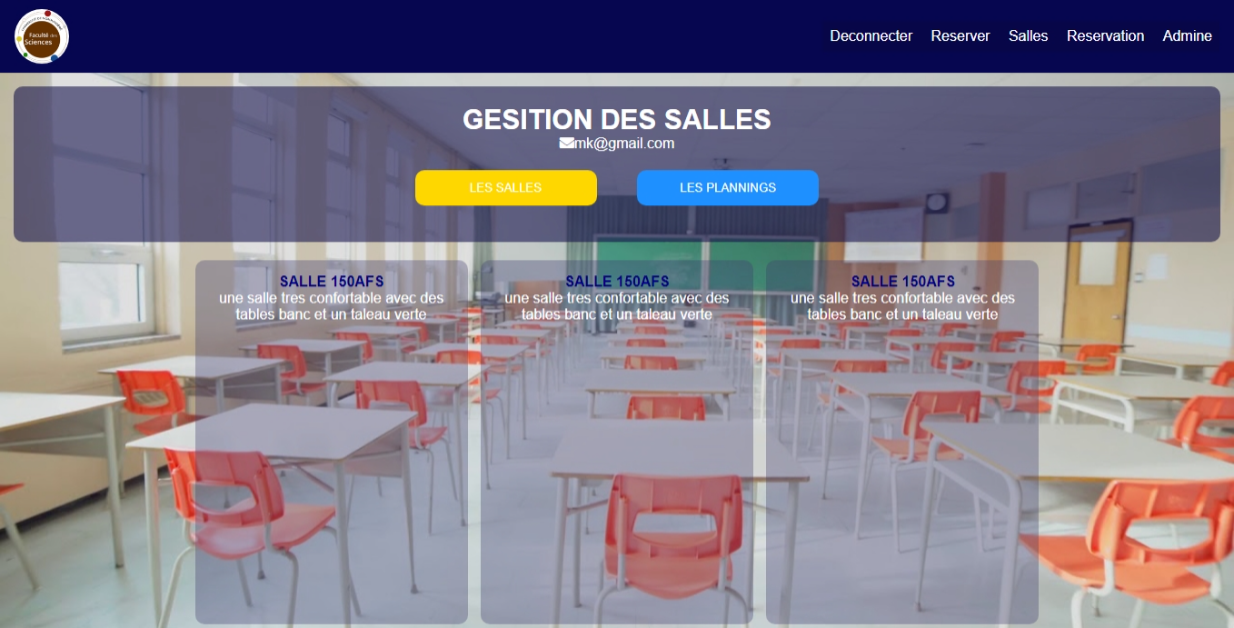 Faculté des
Sciences
Deconnecter Reserver Salles Reservation Admine
GESITION DES SALLES
mk@gmail.com
LES SALLES LES PLANNINGS
SALLE 150AFS
une salle tres confortable avec des
tables banc et un taleau verte
SALLE 150AFS
une salle tres confortable avec des
tables banc et un taleau verte
SALLE 150AFS
une salle tres confortable avec des
tables banc et un taleau verte